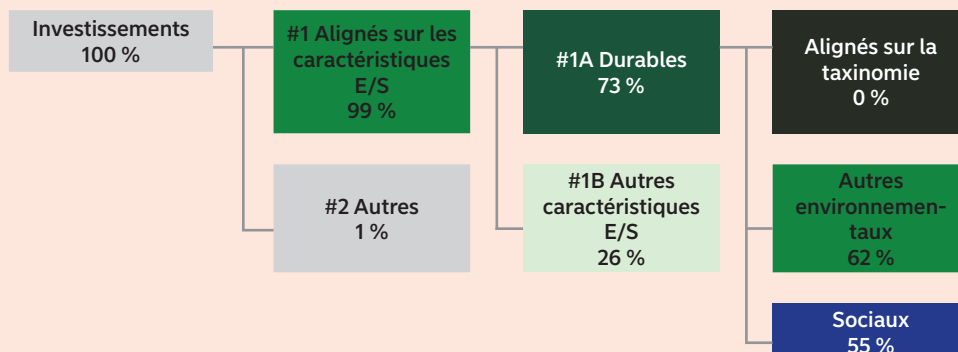 Investissements
100 %
#1 Alignés sur les
caractéristiques
E/S
99 %
#1A Durables
73 %
Alignés sur la
taxinomie
0 %
#2 Autres
1 %
#1B Autres
caractéristiques
E/S
26 %
Autres
environnemen-
taux
62 %
Sociaux
55 %